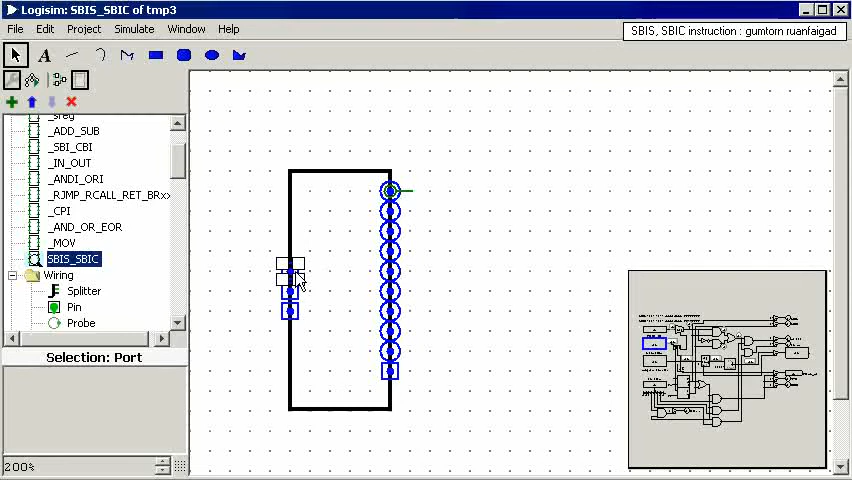 Logisim: SBIS_SBIC of tmp3
File Edit Project Simulate Window Help
SBIS, SBIC instruction : gumtorn ruanfaigad
A
_sreg
_ADD_SUB
_SBI_CBI
_IN_OUT
_ANDI_ORI
_RJMP_RCALL_RET_BRxx
_CPI
_AND_OR_EOR
_MOV
SBIS_SBIC
Wiring
Splitter
Pin
Probe
Selection: Port
200%